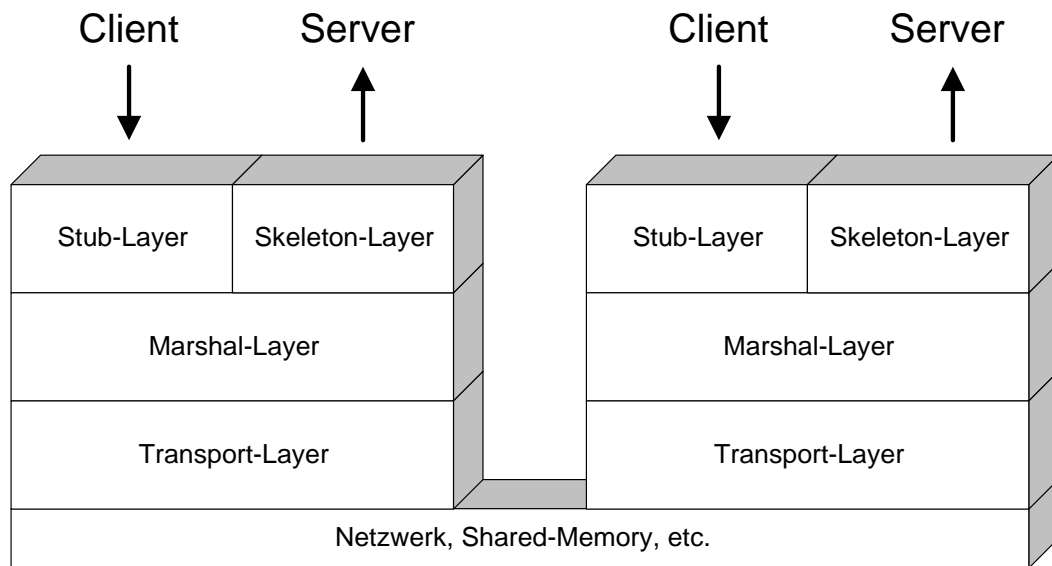 Client Server Client Server
Stub-Layer Skeleton-Layer Stub-Layer Skeleton-Layer
Marshal-Layer Marshal-Layer
Transport-Layer Transport-Layer
Netzwerk, Shared-Memory, etc.